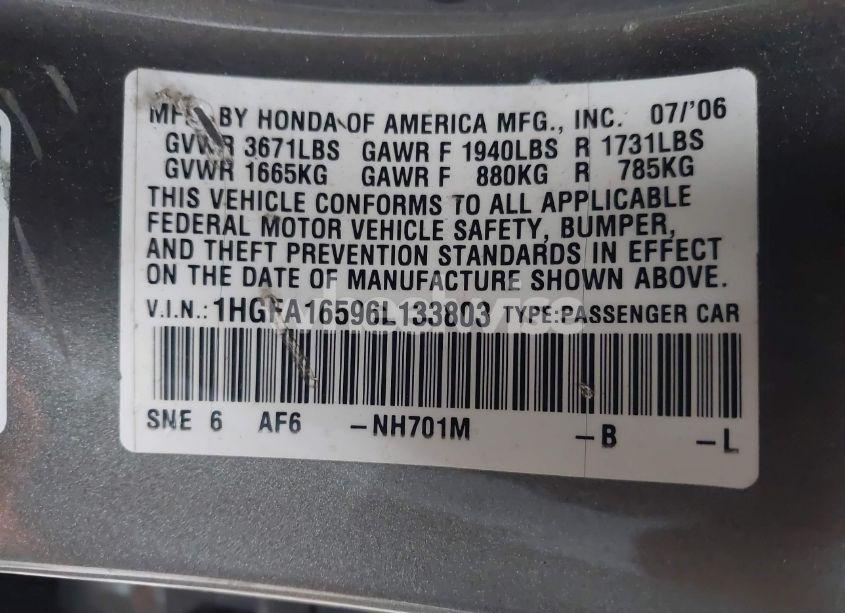 MFD. BY HONDA OF AMERICA MFG., INC. 07/'06
GVWR 3671LBS GAWR F 1940LBS R 1731LBS
GVWR 1665KG GAWR F 880KG R 785KG
THIS VEHICLE CONFORMS TO ALL APPLICABLE
FEDERAL MOTOR VEHICLE SAFETY, BUMPER,
AND THEFT PREVENTION STANDARDS IN EFFECT
ON THE DATE OF MANUFACTURE SHOWN ABOVE.
V.I.N.: 1HGFA16596L133803 TYPE:PASSENGER CAR
SNE 6 AF6 -NH701M -B -L